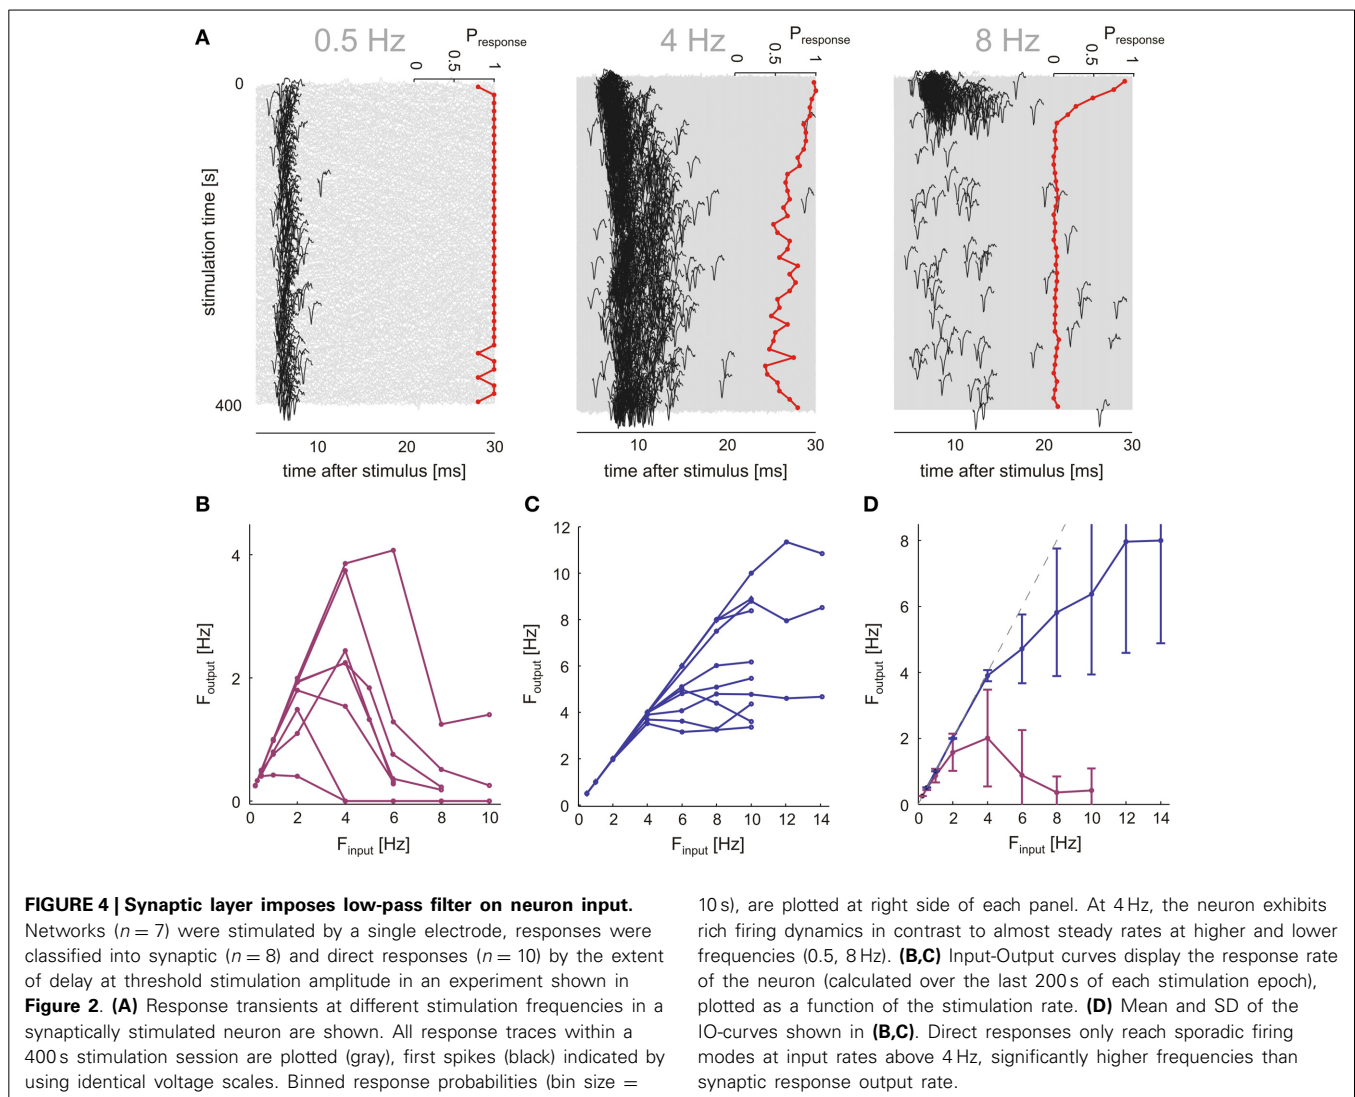 A
0.5 Hz
P response
0 0.5 1
4 Hz
P response
0 0.5 1
8 Hz
P response
0 0.5 1
0
stimulation time [s]
400
10 20 30
time after stimulus [ms]
10 20 30
time after stimulus [ms]
10 20 30
time after stimulus [ms]
B
4
2
0
F output [Hz]
0 2 4 6 8 10
F input [Hz]
C
12
10
8
6
4
2
0
F output [Hz]
0 2 4 6 8 10 12 14
F input [Hz]
D
8
6
4
2
0
F output [Hz]
0 2 4 6 8 10 12 14
F input [Hz]
FIGURE 4 | Synaptic layer imposes low-pass filter on neuron input.
Networks (n = 7) were stimulated by a single electrode, responses were
classified into synaptic (n = 8) and direct responses (n = 10) by the extent
of delay at threshold stimulation amplitude in an experiment shown in
Figure 2. (A) Response transients at different stimulation frequencies in a
synaptically stimulated neuron are shown. All response traces within a
400 s stimulation session are plotted (gray), first spikes (black) indicated by
using identical voltage scales. Binned response probabilities (bin size =
10 s), are plotted at right side of each panel. At 4 Hz, the neuron exhibits
rich firing dynamics in contrast to almost steady rates at higher and lower
frequencies (0.5, 8 Hz). (B,C) Input-Output curves display the response rate
of the neuron (calculated over the last 200 s of each stimulation epoch),
plotted as a function of the stimulation rate. (D) Mean and SD of the
IO-curves shown in (B,C). Direct responses only reach sporadic firing
modes at input rates above 4 Hz, significantly higher frequencies than
synaptic response output rate.